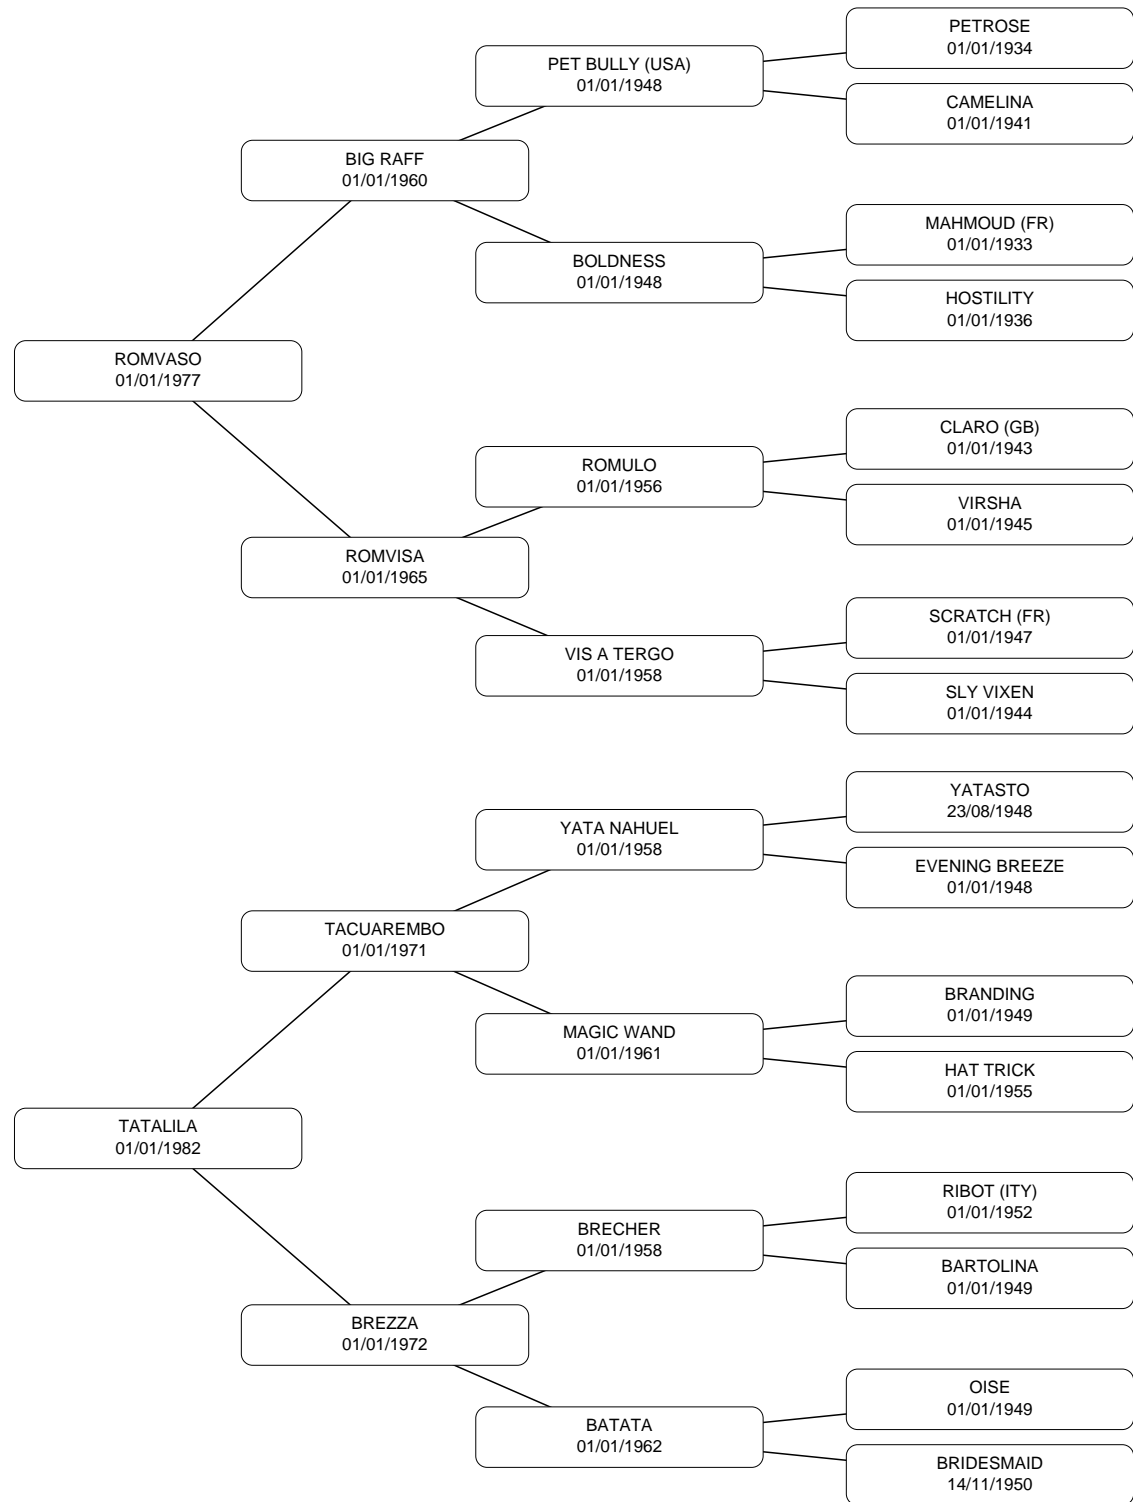 PETROSE
01/01/1934
PET BULLY (USA)
01/01/1948
CAMELINA
01/01/1941
BIG RAFF
01/01/1960
MAHMOUD (FR)
01/01/1933
BOLDNESS
01/01/1948
HOSTILITY
01/01/1936
ROMVASO
01/01/1977
CLARO (GB)
01/01/1943
ROMULO
01/01/1956
VIRSHA
01/01/1945
ROMVISA
01/01/1965
SCRATCH (FR)
01/01/1947
VIS A TERGO
01/01/1958
SLY VIXEN
01/01/1944
YATASTO
23/08/1948
YATA NAHUEL
01/01/1958
EVENING BREEZE
01/01/1948
TACUAREMBO
01/01/1971
BRANDING
01/01/1949
MAGIC WAND
01/01/1961
HAT TRICK
01/01/1955
TATALILA
01/01/1982
RIBOT (ITY)
01/01/1952
BRECHER
01/01/1958
BARTOLINA
01/01/1949
BREZZA
01/01/1972
OISE
01/01/1949
BATATA
01/01/1962
BRIDESMAID
14/11/1950